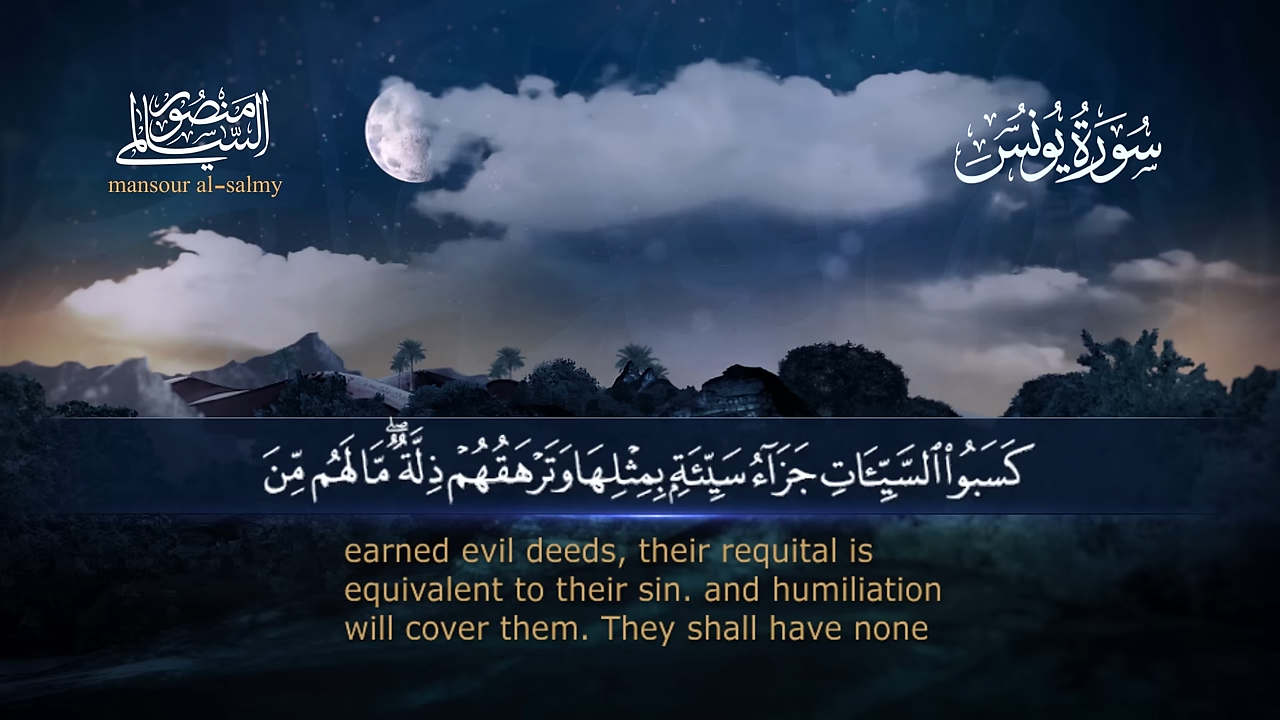 منصور السالمي
mansour al-salmy
سُورَةُ يُونُسَ
كَسَبُوا۟ ٱلسَّيِّـَٔاتِ جَزَآءُ سَيِّئَةٍۭ بِمِثْلِهَا وَتَرْهَقُهُمْ ذِلَّةٌۭ ۖ مَّا لَهُم مِّنَ
earned evil deeds, their requital is
equivalent to their sin. and humiliation
will cover them. They shall have none